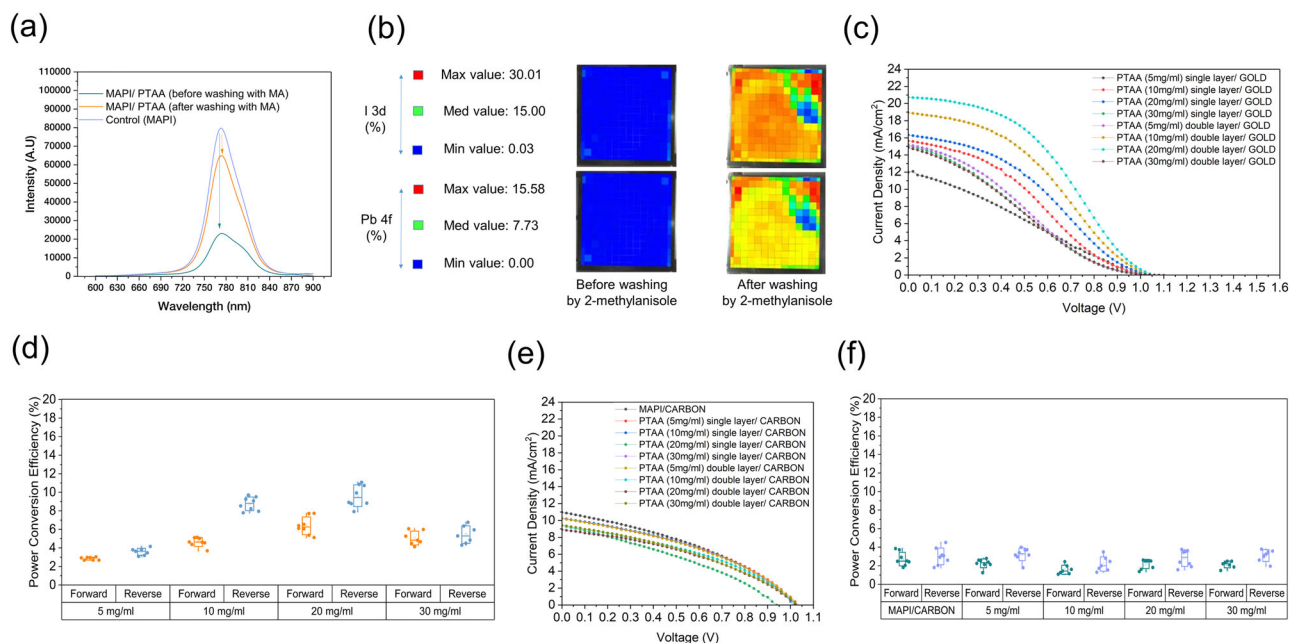 (a)
110000
100000
90000
80000
70000
60000
50000
40000
30000
20000
10000
0
Intensity (A.U)
MAPI/ PTAA (before washing with MA)
MAPI/ PTAA (after washing with MA)
Control (MAPI)
600 630 660 690 720 750 780 810 840 870 900
Wavelength (nm)
(b)
I 3d
(%)
Max value: 30.01
Med value: 15.00
Min value: 0.03
Pb 4f
(%)
Max value: 15.58
Med value: 7.73
Min value: 0.00
Before washing
by 2-methylanisole
After washing
by 2-methylanisole
(c)
24
22
20
18
16
14
12
10
8
6
4
2
0
Current Density (mA/cm2)
PTAA (5mg/ml) single layer/ GOLD
PTAA (10mg/ml) single layer/ GOLD
PTAA (20mg/ml) single layer/ GOLD
PTAA (30mg/ml) single layer/ GOLD
PTAA (5mg/ml) double layer/ GOLD
PTAA (10mg/ml) double layer/ GOLD
PTAA (20mg/ml) double layer/ GOLD
PTAA (30mg/ml) double layer/ GOLD
0.0 0.1 0.2 0.3 0.4 0.5 0.6 0.7 0.8 0.9 1.0 1.1 1.2 1.3 1.4 1.5 1.6
Voltage (V)
(d)
20
18
16
14
12
10
8
6
4
2
0
Power Conversion Efficiency (%)
Forward Reverse Forward Reverse Forward Reverse Forward Reverse
5 mg/ml 10 mg/ml 20 mg/ml 30 mg/ml
(e)
24
22
20
18
16
14
12
10
8
6
4
2
0
Current Density (mA/cm2)
MAPI/CARBON
PTAA (5mg/ml) single layer/ CARBON
PTAA (10mg/ml) single layer/ CARBON
PTAA (20mg/ml) single layer/ CARBON
PTAA (30mg/ml) single layer/ CARBON
PTAA (5mg/ml) double layer/ CARBON
PTAA (10mg/ml) double layer/ CARBON
PTAA (20mg/ml) double layer/ CARBON
PTAA (30mg/ml) double layer/ CARBON
0.0 0.1 0.2 0.3 0.4 0.5 0.6 0.7 0.8 0.9 1.0 1.1
Voltage (V)
(f)
20
18
16
14
12
10
8
6
4
2
0
Power Conversion Efficiency (%)
Forward Reverse Forward Reverse Forward Reverse Forward Reverse Forward Reverse
MAPI/CARBON 5 mg/ml 10 mg/ml 20 mg/ml 30 mg/ml